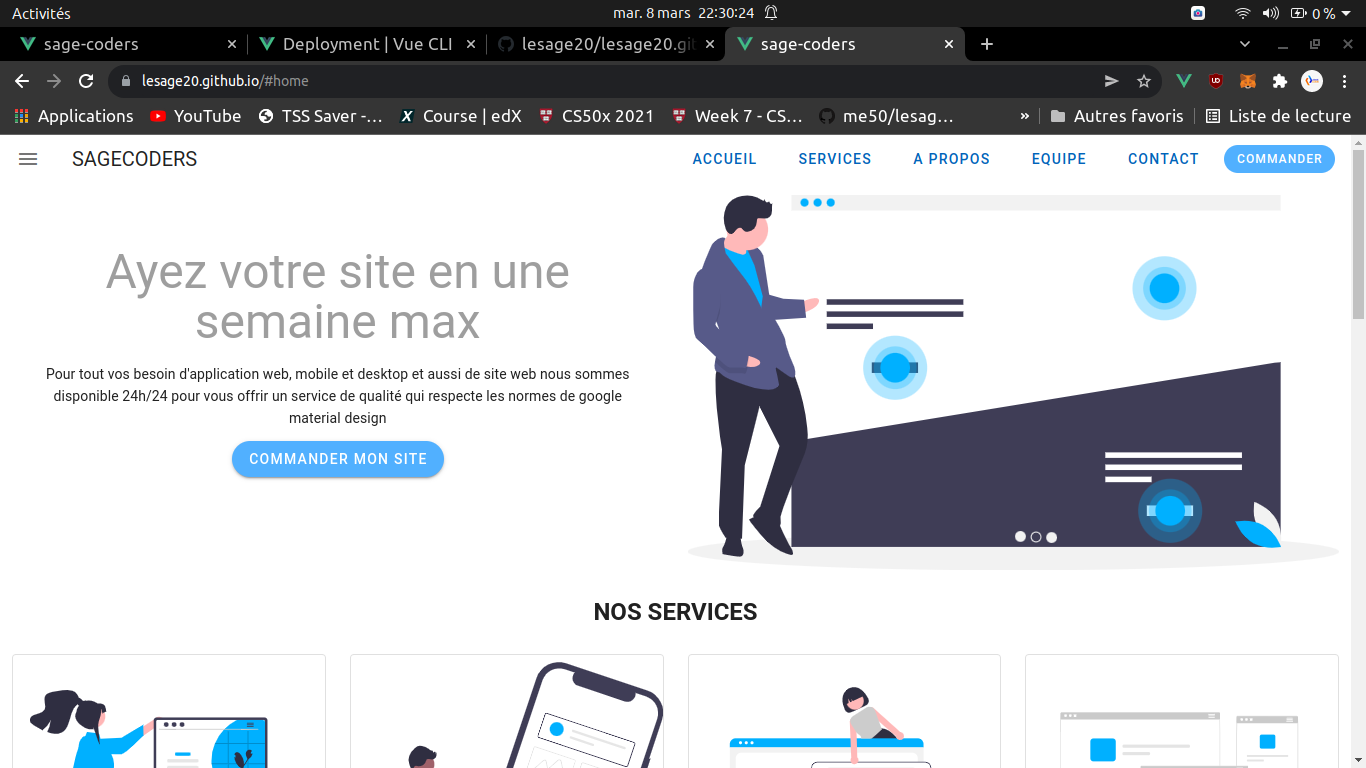 Activités
mar. 8 mars 22:30:24
0 %
sage-coders
Deployment | Vue CLI
lesage20/lesage20.git
sage-coders
lesage20.github.io/#home
Applications
YouTube
TSS Saver -...
Course | edX
CS50x 2021
Week 7 - CS...
me50/lesag...
»
Autres favoris
Liste de lecture
SAGECODERS
ACCUEIL
SERVICES
A PROPOS
EQUIPE
CONTACT
COMMANDER
Ayez votre site en une
semaine max
Pour tout vos besoin d'application web, mobile et desktop et aussi de site web nous sommes
disponible 24h/24 pour vous offrir un service de qualité qui respecte les normes de google
material design
COMMANDER MON SITE
NOS SERVICES